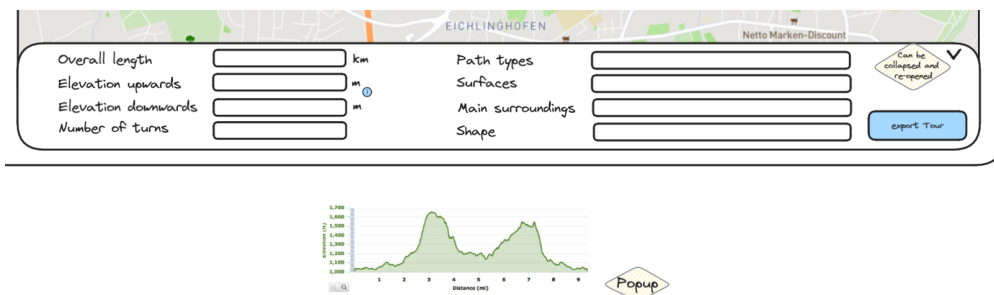 EICHLINGHOFEN
Netto Marken-Discount
Overall length km
Elevation upwards m
i
Elevation downwards m
Number of turns
Path types
Surfaces
Main surroundings
Shape
Can be
collapsed and
re-opened
export Tour
1,700
1,600
1,500
1,400
1,300
1,200
1,100
1,000
Elevation (ft)
1 2 3 4 5 6 7 8 9
Distance (mi)
Popup